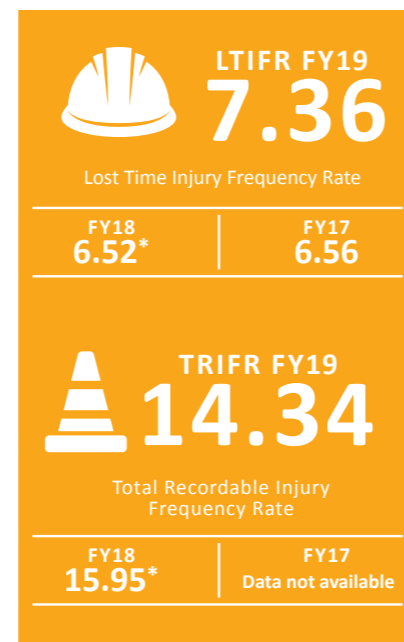 LTIFR FY19
7.36
Lost Time Injury Frequency Rate
FY18
6.52*
FY17
6.56
TRIFR FY19
14.34
Total Recordable Injury
Frequency Rate
FY18
15.95*
FY17
Data not available